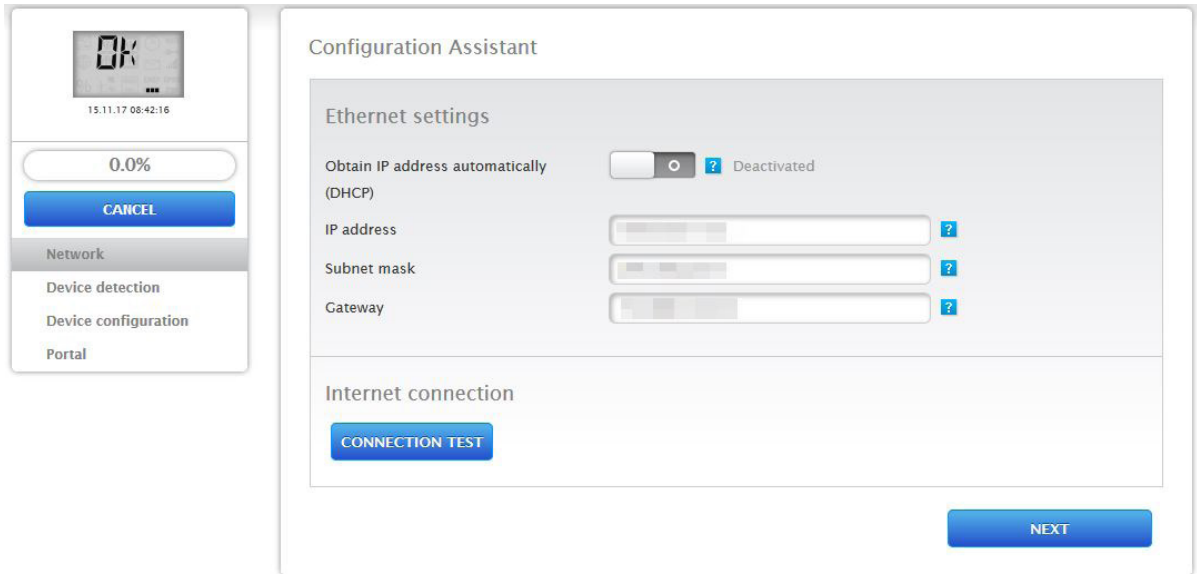 OK
15.11.17 08:42:16
0.0%
CANCEL
Network
Device detection
Device configuration
Portal
Configuration Assistant
Ethernet settings
Obtain IP address automatically
(DHCP)
? Deactivated
IP address
?
Subnet mask
?
Gateway
?
Internet connection
CONNECTION TEST
NEXT